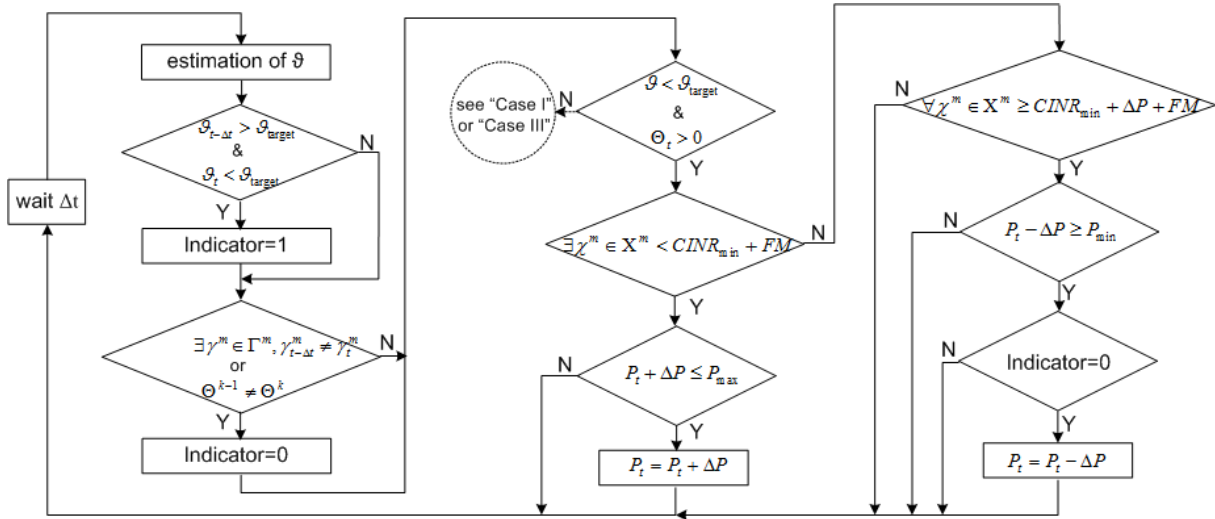 estimation of ϑ
ϑ_{t−Δt} > ϑ_target
&
ϑ_t < ϑ_target
N
Y
wait Δt
Indicator=1
∃γ^m ∈ Γ^m, γ^m_{t−Δt} ≠ γ^m_t
or
Θ^{k−1} ≠ Θ^k
N
Y
Indicator=0
see "Case I"
or "Case III"
N
ϑ < ϑ_target
&
Θ_t > 0
Y
∃χ^m ∈ X^m < CINR_min + FM
N
Y
P_t + ΔP ≤ P_max
N
Y
P_t = P_t + ΔP
N
∀χ^m ∈ X^m ≥ CINR_min + ΔP + FM
Y
N
P_t − ΔP ≥ P_min
Y
N
Indicator=0
Y
P_t = P_t − ΔP